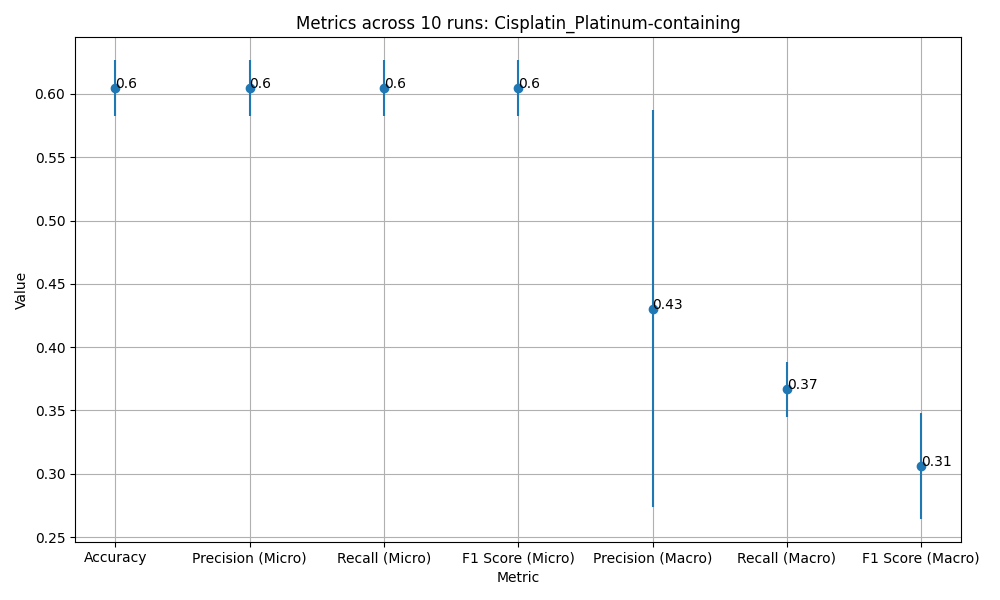 Metrics across 10 runs: Cisplatin_Platinum-containing
Value
0.60
0.55
0.50
0.45
0.40
0.35
0.30
0.25
0.6
0.6
0.6
0.6
0.43
0.37
0.31
Accuracy
Precision (Micro)
Recall (Micro)
F1 Score (Micro)
Precision (Macro)
Recall (Macro)
F1 Score (Macro)
Metric